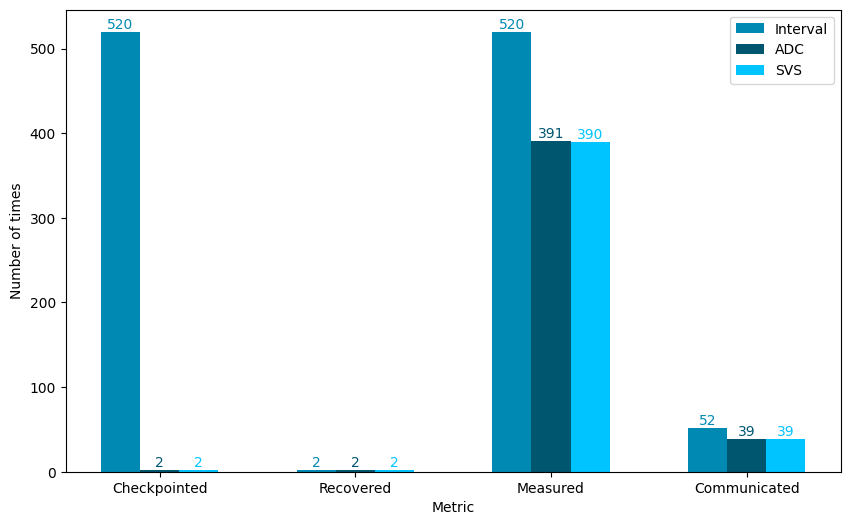 520
520
Interval
ADC
SVS
500
400
391
390
300
200
100
52
39
39
2
2
2
2
2
0
Checkpointed
Recovered
Measured
Communicated
Number of times
Metric